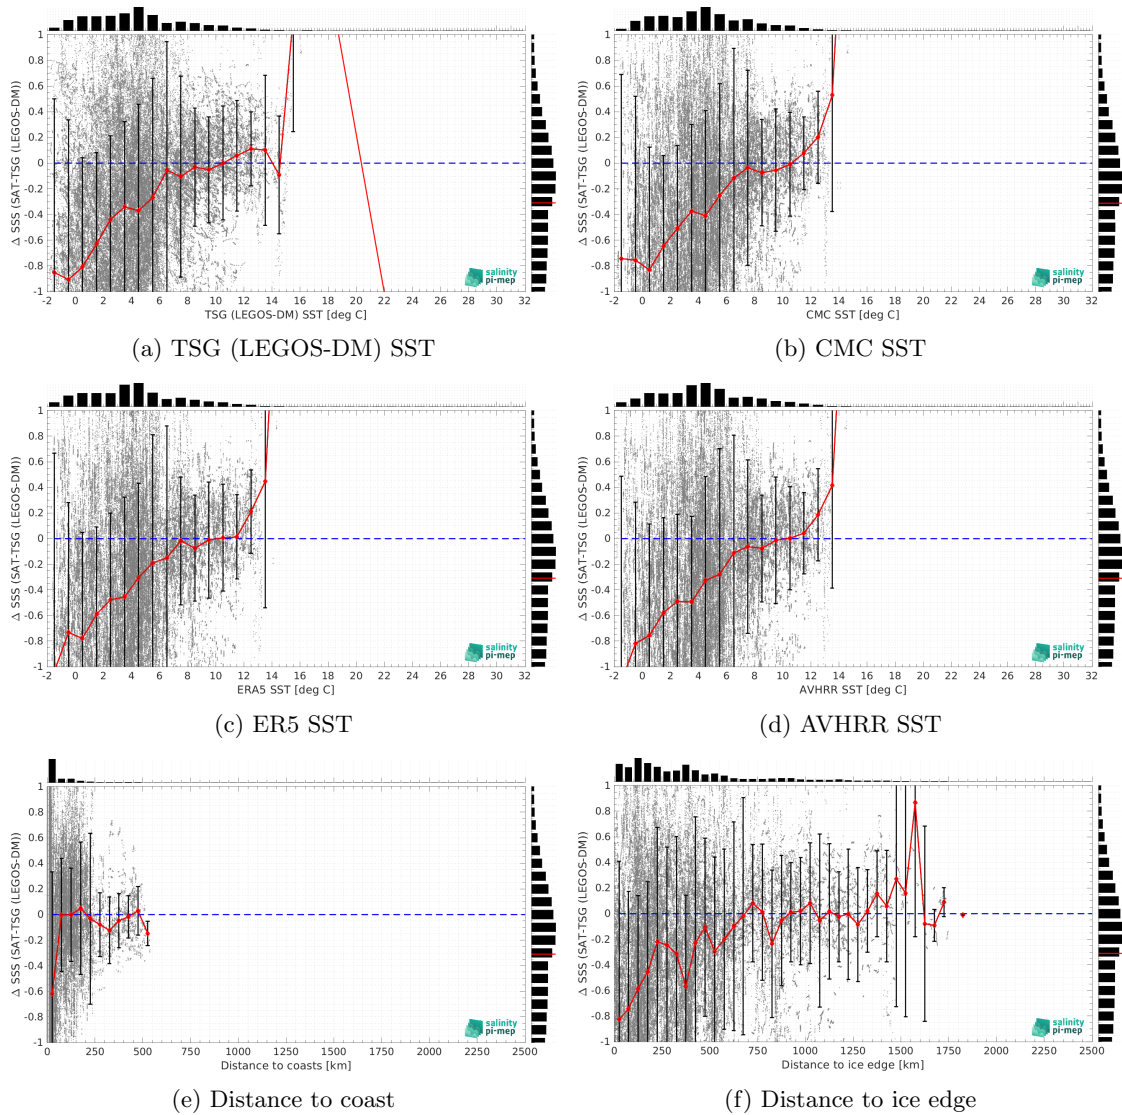 Δ SSS (SAT-TSG (LEGOS-DM))
1
0.8
0.6
0.4
0.2
0
-0.2
-0.4
-0.6
-0.8
-1
-2 0 2 4 6 8 10 12 14 16 18 20 22 24 26 28 30 32
TSG (LEGOS-DM) SST [deg C]
salinity
pi-mep
(a) TSG (LEGOS-DM) SST
Δ SSS (SAT-TSG (LEGOS-DM))
1
0.8
0.6
0.4
0.2
0
-0.2
-0.4
-0.6
-0.8
-1
-2 0 2 4 6 8 10 12 14 16 18 20 22 24 26 28 30 32
CMC SST [deg C]
salinity
pi-mep
(b) CMC SST
Δ SSS (SAT-TSG (LEGOS-DM))
1
0.8
0.6
0.4
0.2
0
-0.2
-0.4
-0.6
-0.8
-1
-2 0 2 4 6 8 10 12 14 16 18 20 22 24 26 28 30 32
ERA5 SST [deg C]
salinity
pi-mep
(c) ER5 SST
Δ SSS (SAT-TSG (LEGOS-DM))
1
0.8
0.6
0.4
0.2
0
-0.2
-0.4
-0.6
-0.8
-1
-2 0 2 4 6 8 10 12 14 16 18 20 22 24 26 28 30 32
AVHRR SST [deg C]
salinity
pi-mep
(d) AVHRR SST
Δ SSS (SAT-TSG (LEGOS-DM))
1
0.8
0.6
0.4
0.2
0
-0.2
-0.4
-0.6
-0.8
-1
0 250 500 750 1000 1250 1500 1750 2000 2250 2500
Distance to coasts [km]
salinity
pi-mep
(e) Distance to coast
Δ SSS (SAT-TSG (LEGOS-DM))
1
0.8
0.6
0.4
0.2
0
-0.2
-0.4
-0.6
-0.8
-1
0 250 500 750 1000 1250 1500 1750 2000 2250 2500
Distance to ice edge [km]
salinity
pi-mep
(f) Distance to ice edge